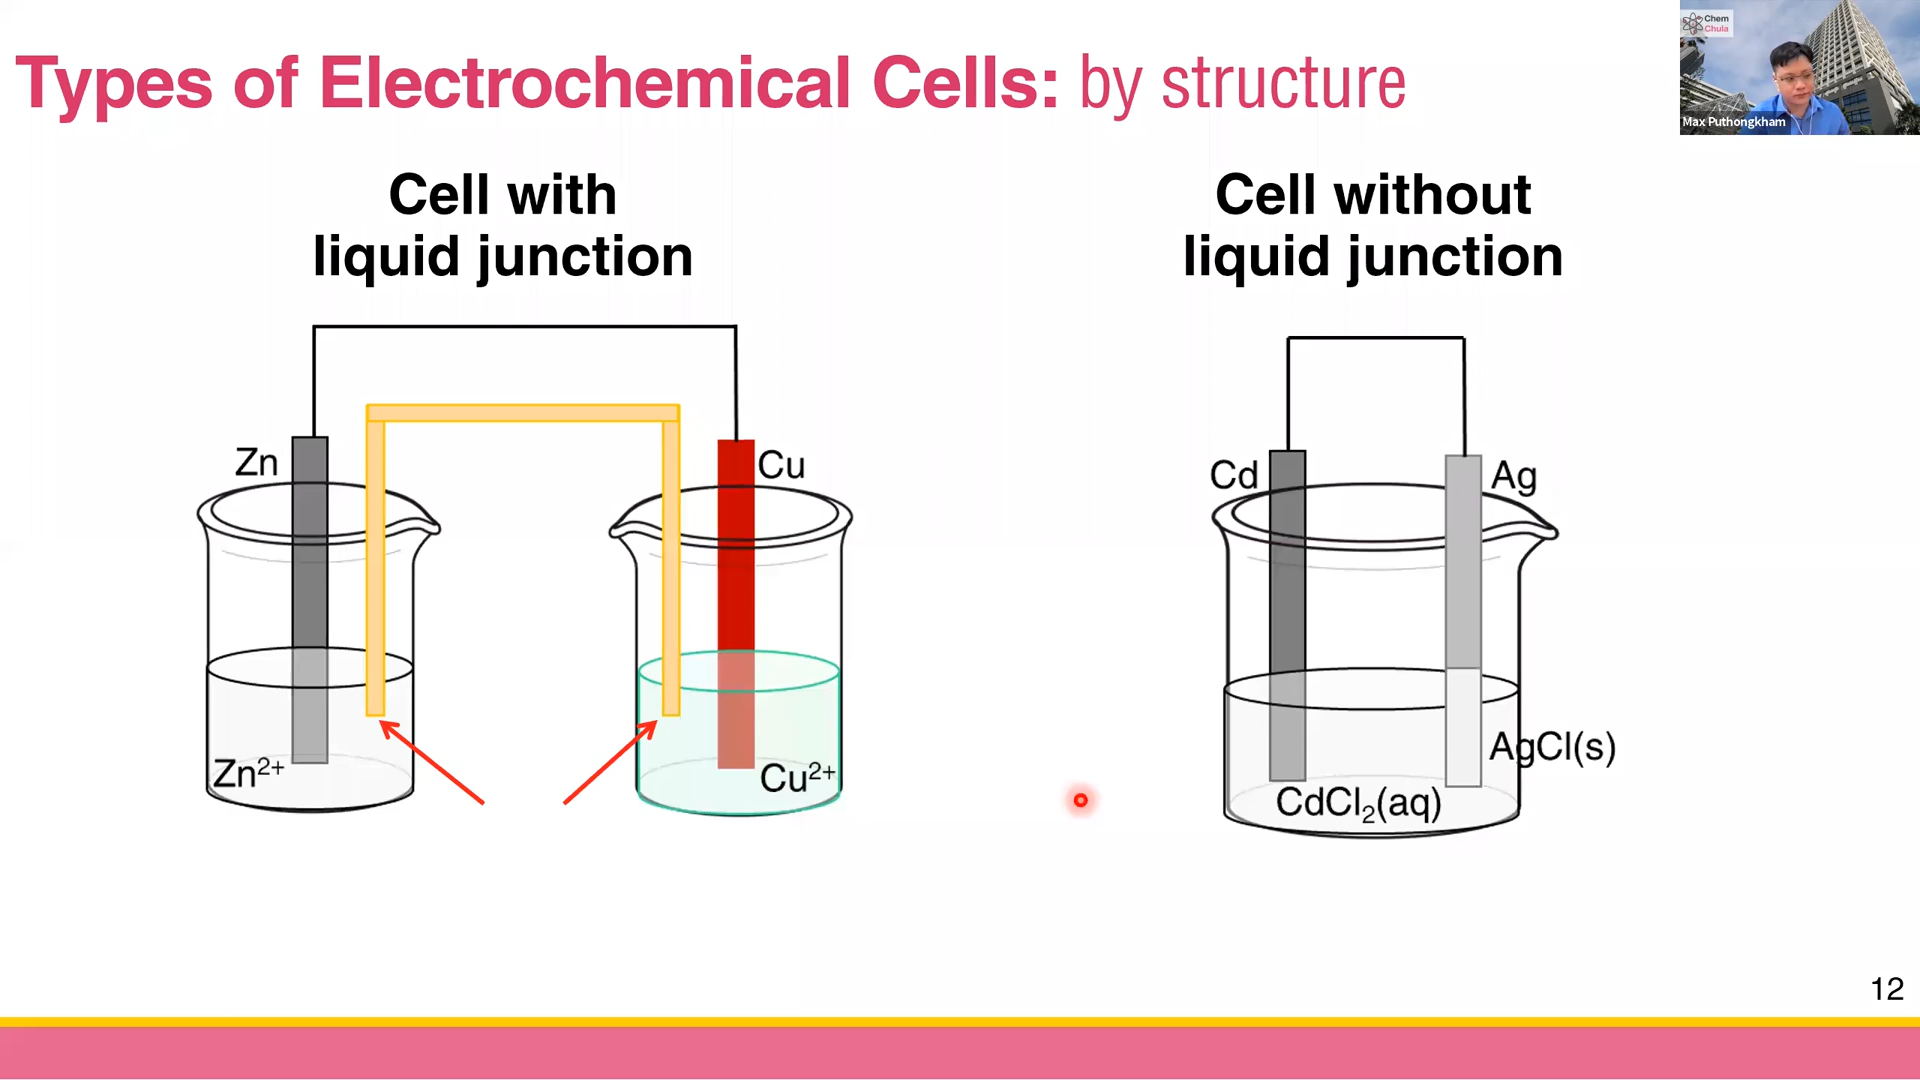 Types of Electrochemical Cells: by structure
Chem
Chula
Max Puthongkham
Cell with
liquid junction
Cell without
liquid junction
Zn
Cu
Zn²⁺
Cu²⁺
Cd
Ag
AgCl(s)
CdCl₂(aq)
12